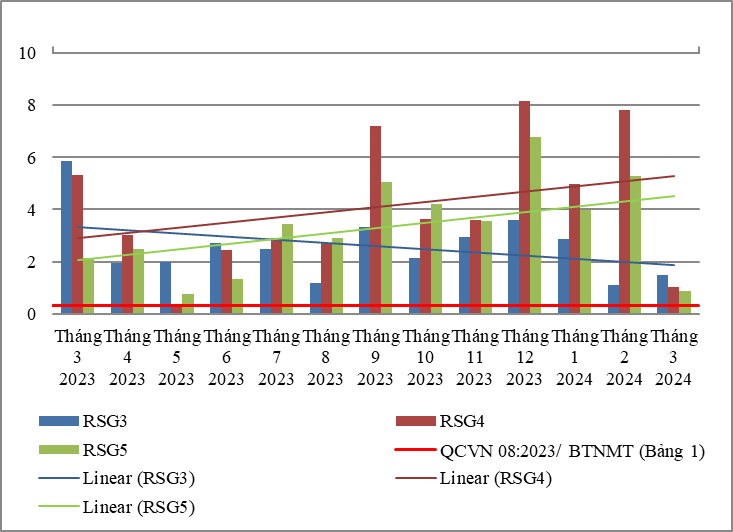 10
8
6
4
2
0
Tháng Tháng Tháng Tháng Tháng Tháng Tháng Tháng Tháng Tháng Tháng Tháng Tháng
3 4 5 6 7 8 9 10 11 12 1 2 3
2023 2023 2023 2023 2023 2023 2023 2023 2023 2023 2024 2024 2024
RSG3 RSG4
RSG5 QCVN 08:2023/ BTNMT (Bảng 1)
Linear (RSG3) Linear (RSG4)
Linear (RSG5)